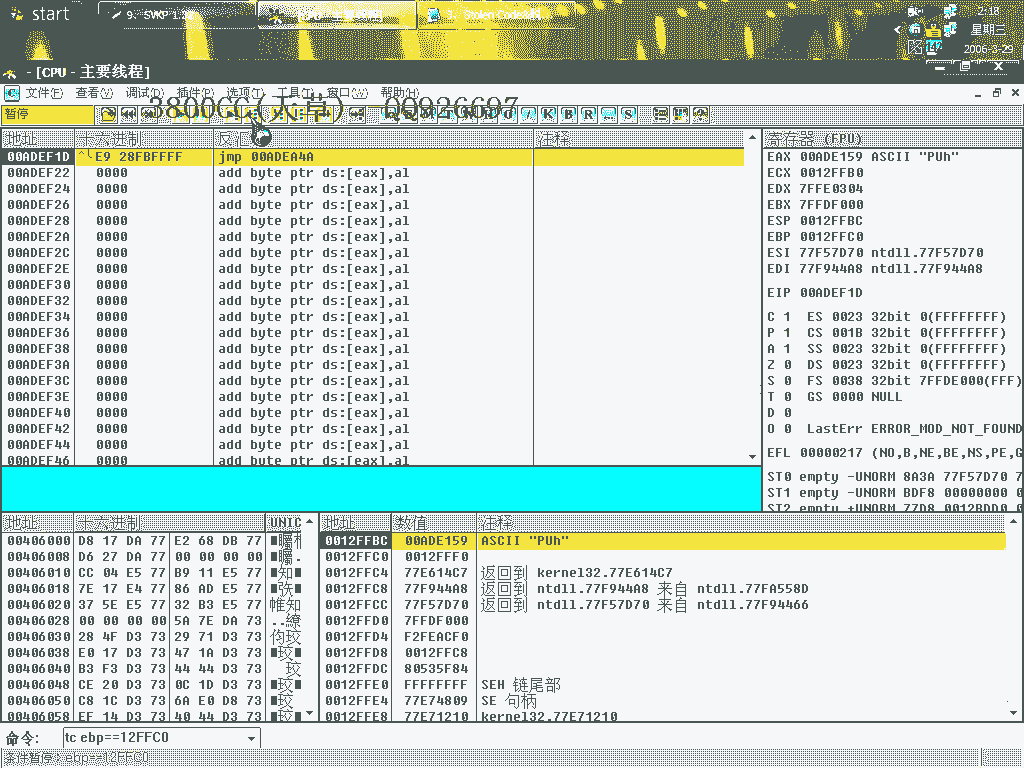 start
9. SVKP 1.32
2:18
星期三
2006-3-29
- [CPU - 主要线程]
文件(F) 查看(V) 调试(D) 插件(P) 选项(T) 工具(T) 窗口(W) 帮助(H)
3800CC(天草) QQ926697
暂停
地址 十六进制 反汇编 注释
00ADEF1D E9 28FBFFFF jmp 00ADEA4A
00ADEF22 0000 add byte ptr ds:[eax],al
00ADEF24 0000 add byte ptr ds:[eax],al
00ADEF26 0000 add byte ptr ds:[eax],al
00ADEF28 0000 add byte ptr ds:[eax],al
00ADEF2A 0000 add byte ptr ds:[eax],al
00ADEF2C 0000 add byte ptr ds:[eax],al
00ADEF2E 0000 add byte ptr ds:[eax],al
00ADEF30 0000 add byte ptr ds:[eax],al
00ADEF32 0000 add byte ptr ds:[eax],al
00ADEF34 0000 add byte ptr ds:[eax],al
00ADEF36 0000 add byte ptr ds:[eax],al
00ADEF38 0000 add byte ptr ds:[eax],al
00ADEF3A 0000 add byte ptr ds:[eax],al
00ADEF3C 0000 add byte ptr ds:[eax],al
00ADEF3E 0000 add byte ptr ds:[eax],al
00ADEF40 0000 add byte ptr ds:[eax],al
00ADEF42 0000 add byte ptr ds:[eax],al
00ADEF44 0000 add byte ptr ds:[eax],al
00ADEF46 0000 add byte ptr ds:[eax],al
寄存器 (FPU)
EAX 00ADE159 ASCII "PUh"
ECX 0012FFB0
EDX 7FFE0304
EBX 7FFDF000
ESP 0012FFBC
EBP 0012FFC0
ESI 77F57D70 ntdll.77F57D70
EDI 77F944A8 ntdll.77F944A8
EIP 00ADEF1D
C 1 ES 0023 32bit 0(FFFFFFFF)
P 1 CS 001B 32bit 0(FFFFFFFF)
A 1 SS 0023 32bit 0(FFFFFFFF)
Z 0 DS 0023 32bit 0(FFFFFFFF)
S 0 FS 0038 32bit 7FFDE000(FFF)
T 0 GS 0000 NULL
D 0
O 0 LastErr ERROR_MOD_NOT_FOUND
EFL 00000217 (NO,B,NE,BE,NS,PE,G
ST0 empty -UNORM 8A3A 77F57D70 7
ST1 empty -UNORM BDF8 00000000 0
ST2 empty +UNORM 77D8 0012BDD0 0
地址 十六进制 UNIC
00406000 D8 17 DA 77 E2 68 DB 77
00406008 D6 27 DA 77 00 00 00 00
00406010 CC 04 E5 77 B9 11 E5 77
00406018 7E 17 E4 77 86 AD E5 77
00406020 37 5E E5 77 32 B3 E5 77
00406028 00 00 00 00 5A 7E DA 73
00406030 28 4F D3 73 29 71 D3 73
00406038 E0 17 D3 73 47 1A D3 73
00406040 B3 F3 D3 73 44 44 D3 73
00406048 CE 20 D3 73 0C 1D D3 73
00406050 C8 1C D3 73 6A E0 D8 73
00406058 EF 14 D3 73 40 44 D3 73
地址 数值 注释
0012FFBC 00ADE159 ASCII "PUh"
0012FFC0 0012FFF0
0012FFC4 77E614C7 返回到 kernel32.77E614C7
0012FFC8 77F944A8 返回到 ntdll.77F944A8 来自 ntdll.77FA558D
0012FFCC 77F57D70 返回到 ntdll.77F57D70 来自 ntdll.77F94466
0012FFD0 7FFDF000
0012FFD4 F2FEACF0
0012FFD8 0012FFC8
0012FFDC 80535F84
0012FFE0 FFFFFFFF SEH 链尾部
0012FFE4 77E74809 SE 句柄
0012FFE8 77E71210 kernel32.77E71210
命令: tc ebp==12FFC0
条件暂停: ebp==12FFC0